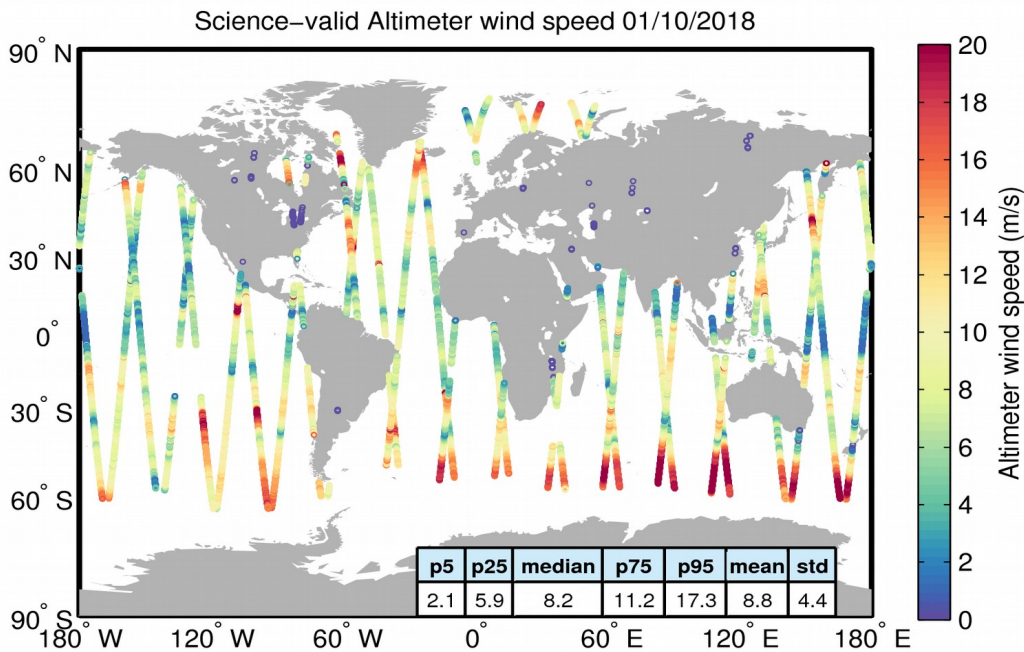 Science−valid Altimeter wind speed 01/10/2018
90° N
60° N
30° N
0°
30° S
60° S
90° S
180° W
120° W
60° W
0°
60° E
120° E
180° E
p5 p25 median p75 p95 mean std
2.1 5.9 8.2 11.2 17.3 8.8 4.4
20
18
16
14
12
10
8
6
4
2
0
Altimeter wind speed (m/s)